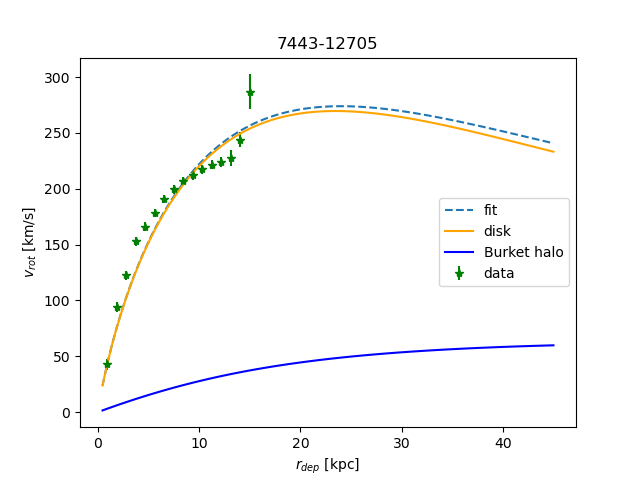 7443-12705
300
250
200
150
100
50
0
v_rot [km/s]
fit
disk
Burket halo
data
0 10 20 30 40
r_dep [kpc]